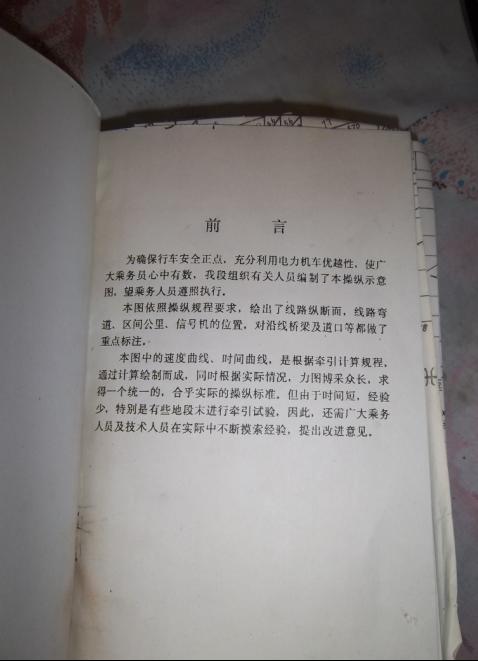 前 言
为确保行车安全正点，充分利用电力机车优越性，使广
大乘务员心中有数，我段组织有关人员编制了本操纵示意
图，望乘务人员遵照执行。
本图依照操纵规程要求，绘出了线路纵断而，线路弯
道、区间公里、信号机的位置，对沿线桥梁及道口等都做了
重点标注。
本图中的速度曲线、时间曲线，是根据牵引计算规程，
通过计算绘制而成，同时根据实际情况，力图博采众长，求
得一个统一的，合乎实际的操纵标准。但由于时间短，经验
少，特别是有些地段末进行牵引试验，因此，还需广大乘务
人员及技术人员在实际中不断摸索经验，提出改进意见。